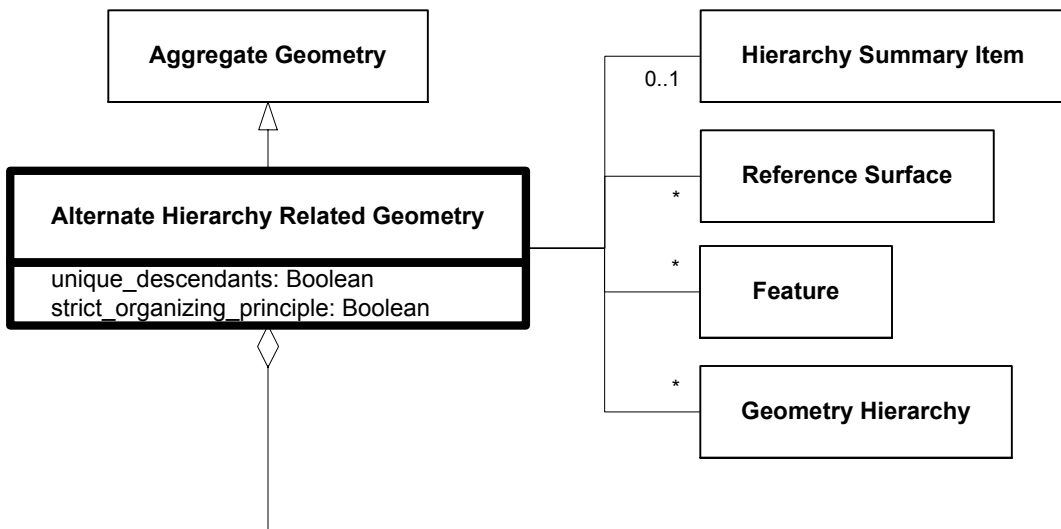 Aggregate Geometry
Alternate Hierarchy Related Geometry
unique_descendants: Boolean
strict_organizing_principle: Boolean
Hierarchy Summary Item
0..1
Reference Surface
*
Feature
*
Geometry Hierarchy
*